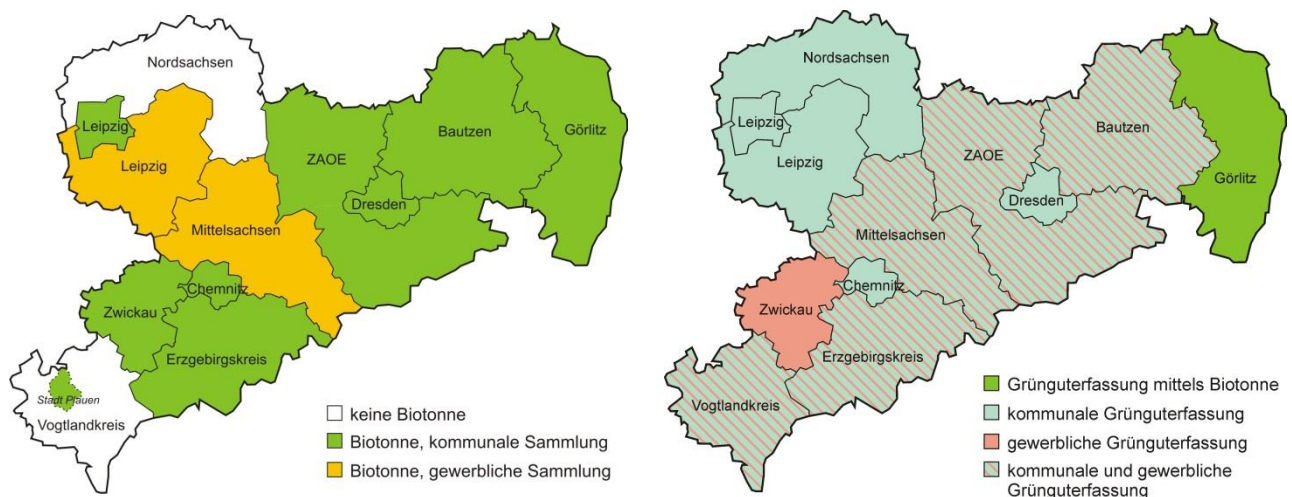 Nordsachsen
Leipzig
Leipzig
ZAOE
Bautzen
Görlitz
Dresden
Mittelsachsen
Chemnitz
Zwickau
Erzgebirgskreis
Stadt Plauen
Vogtlandkreis
keine Biotonne
Biotonne, kommunale Sammlung
Biotonne, gewerbliche Sammlung
Nordsachsen
Leipzig
Leipzig
ZAOE
Bautzen
Görlitz
Dresden
Mittelsachsen
Chemnitz
Zwickau
Erzgebirgskreis
Vogtlandkreis
Grünguterfassung mittels Biotonne
kommunale Grünguterfassung
gewerbliche Grünguterfassung
kommunale und gewerbliche
Grünguterfassung